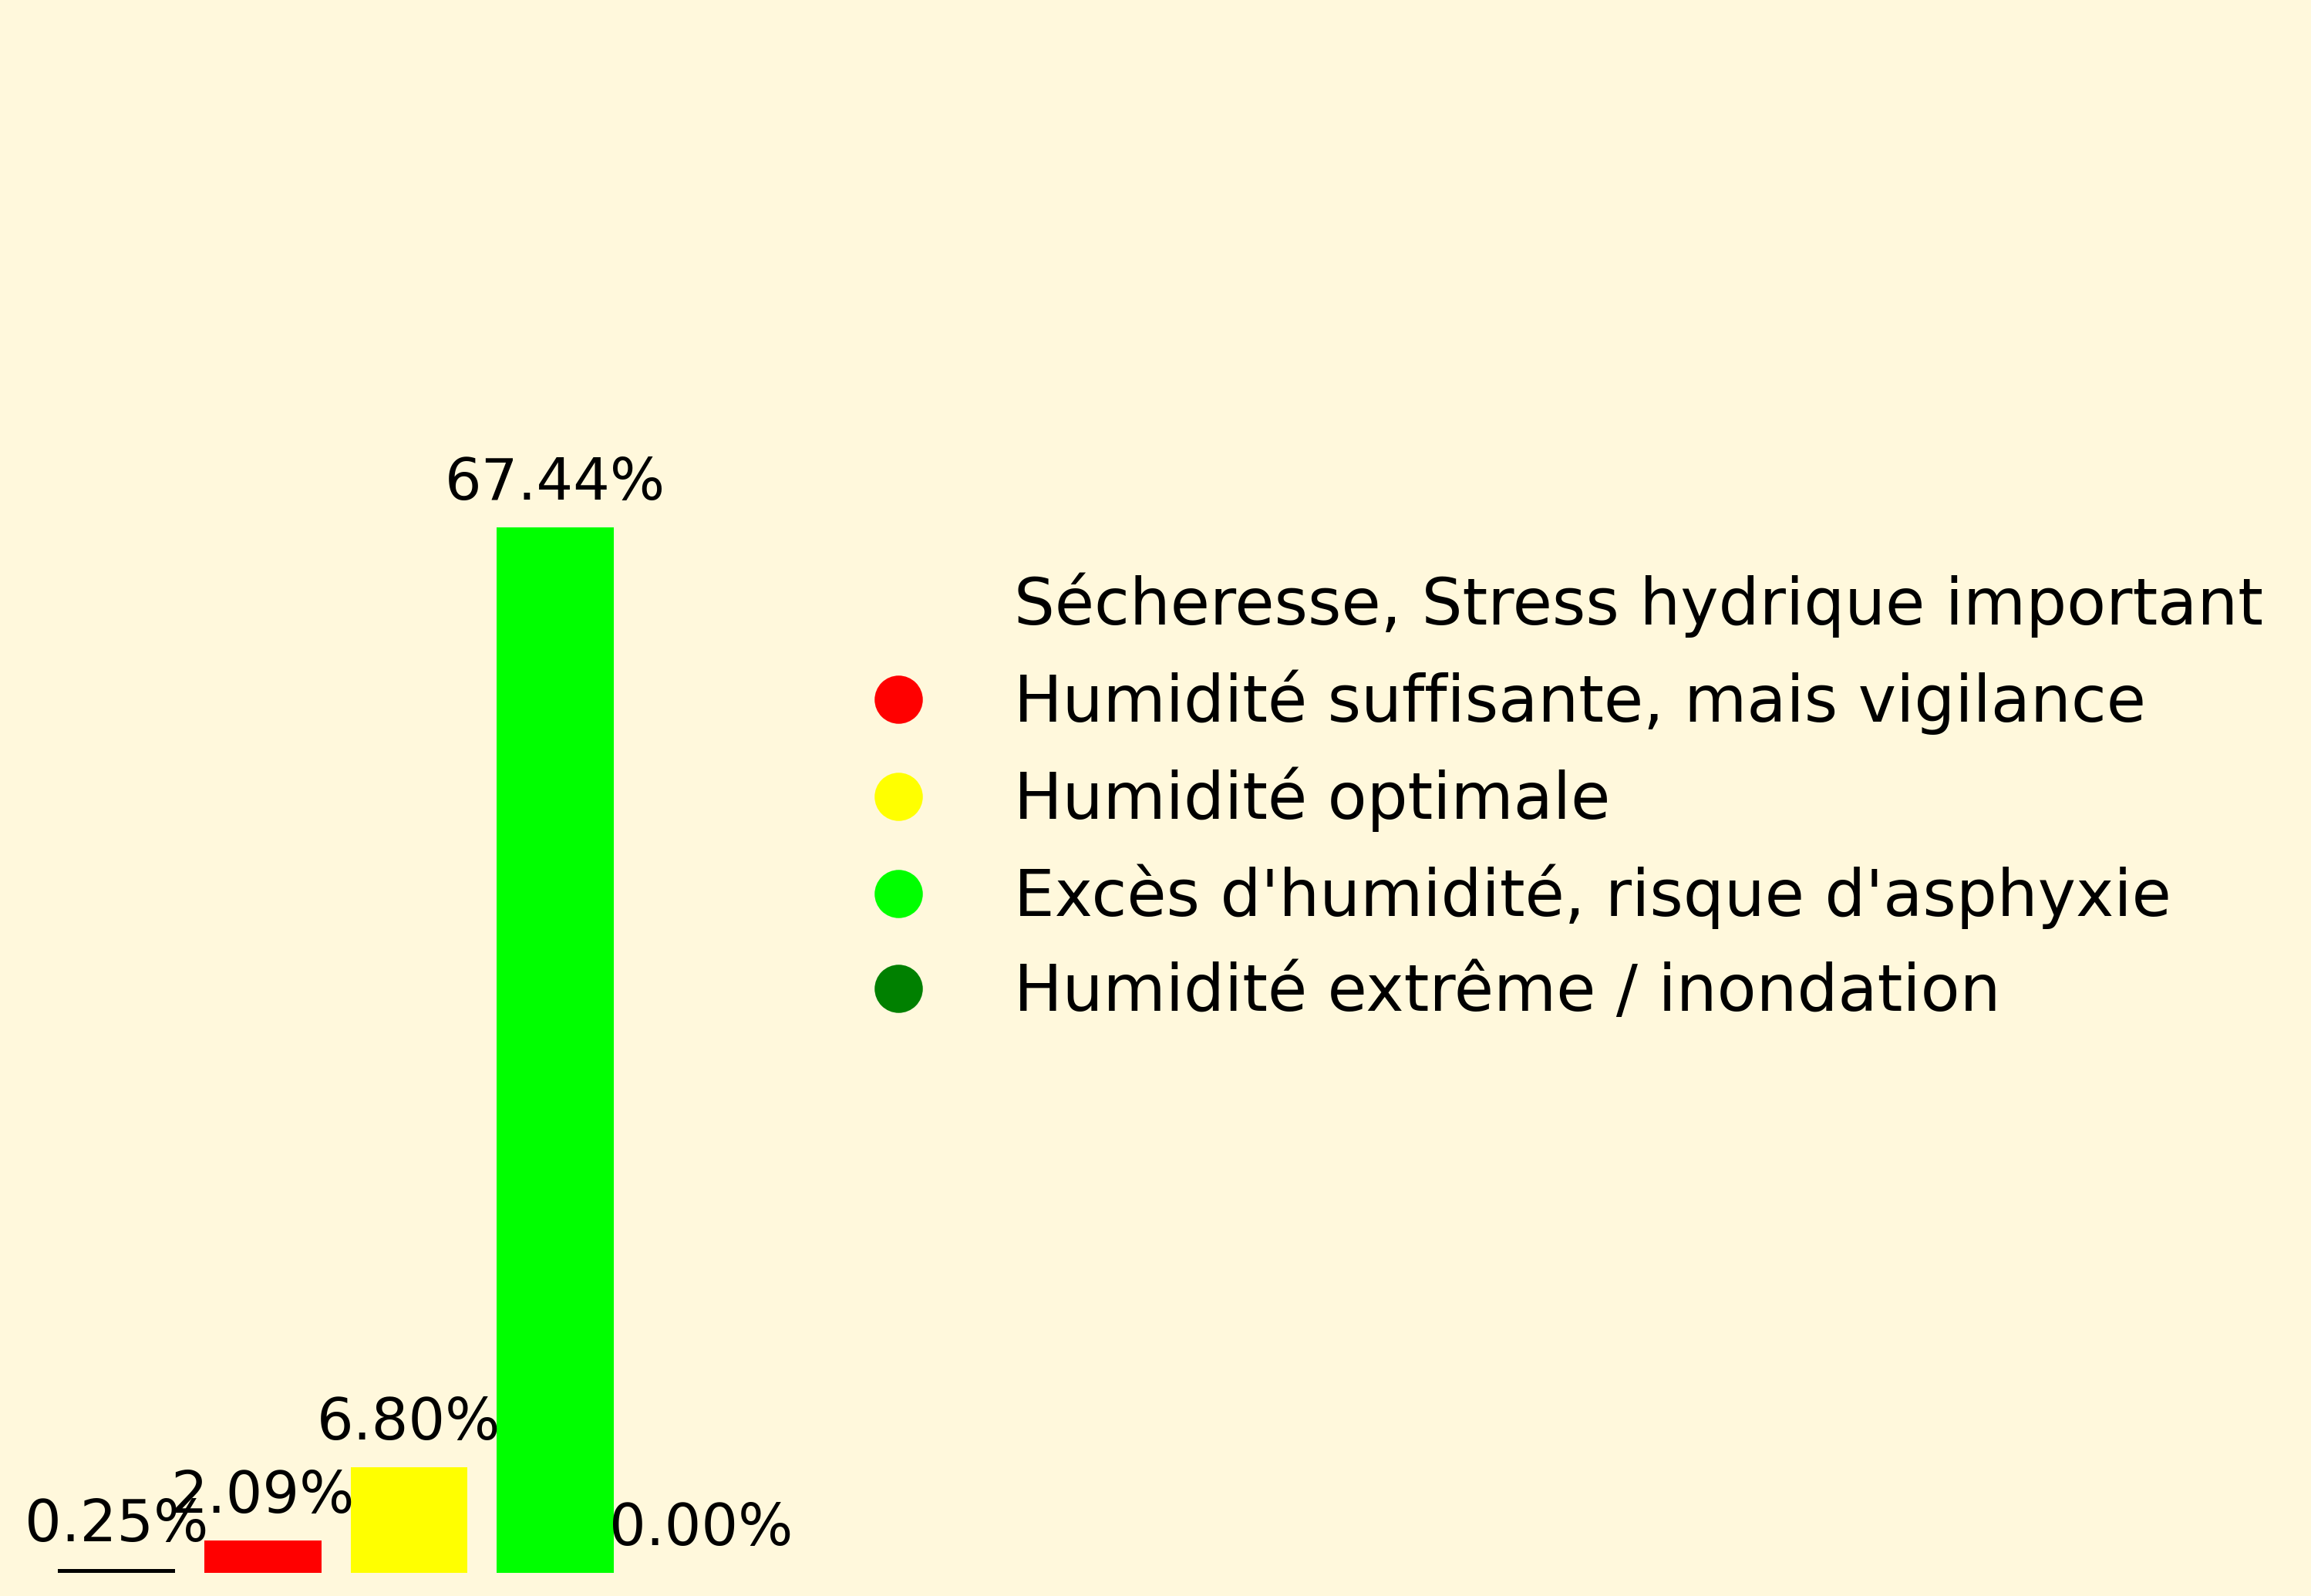 67.44%
Sécheresse, Stress hydrique important
Humidité suffisante, mais vigilance
Humidité optimale
Excès d'humidité, risque d'asphyxie
Humidité extrême / inondation
6.80%
2.09%
0.25%
0.00%